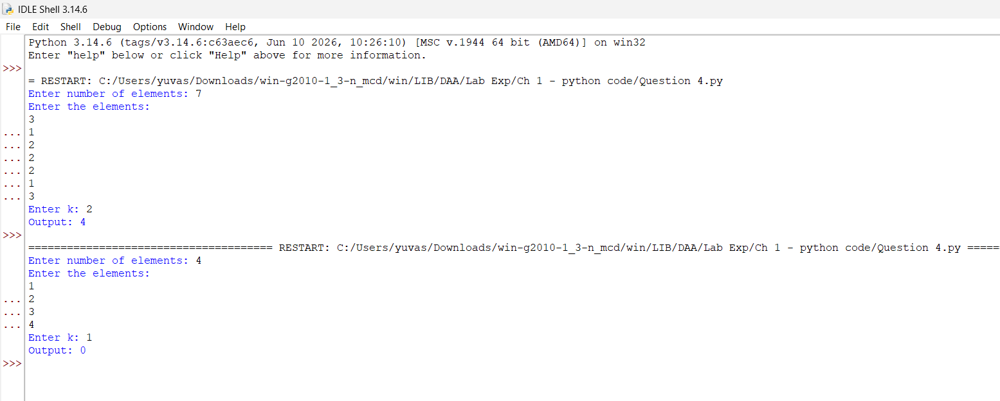 IDLE Shell 3.14.6
File Edit Shell Debug Options Window Help
Python 3.14.6 (tags/v3.14.6:c63aec6, Jun 10 2026, 10:26:10) [MSC v.1944 64 bit (AMD64)] on win32
Enter "help" below or click "Help" above for more information.
>>>
= RESTART: C:/Users/yuvas/Downloads/win-g2010-1_3-n_mcd/win/LIB/DAA/Lab Exp/Ch 1 - python code/Question 4.py
Enter number of elements: 7
Enter the elements:
3
... 1
... 2
... 2
... 2
... 1
... 3
Enter k: 2
Output: 4
>>>
====================================== RESTART: C:/Users/yuvas/Downloads/win-g2010-1_3-n_mcd/win/LIB/DAA/Lab Exp/Ch 1 - python code/Question 4.py =====
Enter number of elements: 4
Enter the elements:
1
... 2
... 3
... 4
Enter k: 1
Output: 0
>>>